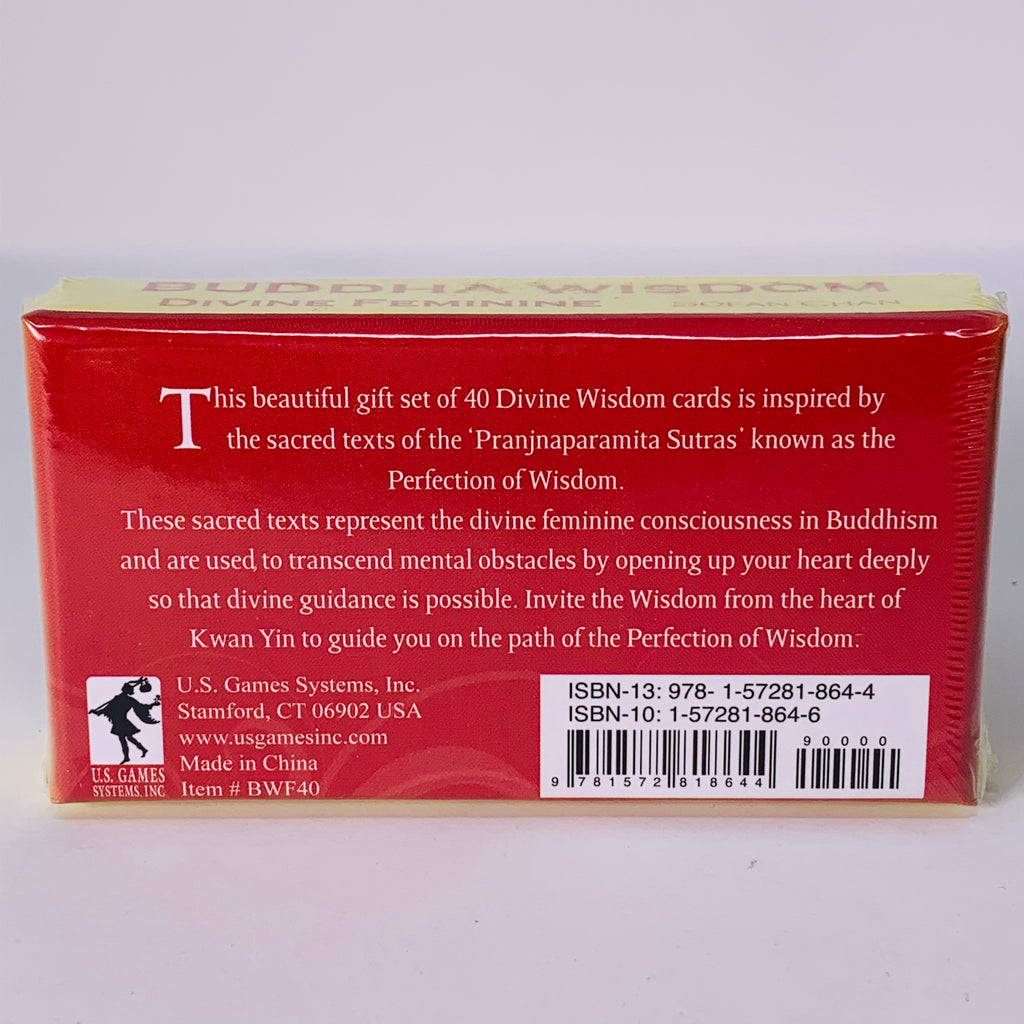 BUDDHA WISDOM
DIVINE FEMININE SOFAN CHAN
This beautiful gift set of 40 Divine Wisdom cards is inspired by
the sacred texts of the ‘Pranjnaparamita Sutras’ known as the
Perfection of Wisdom.
These sacred texts represent the divine feminine consciousness in Buddhism
and are used, to transcend mental obstacles by opening up your heart deeply
so that divine guidance is possible. Invite the Wisdom from the heart of
Kwan Yin to guide you on the path of the Perfection of Wisdom.
U.S. GAMES
SYSTEMS, INC
U.S. Games Systems, Inc.
Stamford, CT 06902 USA
www.usgamesinc.com
Made in China
Item # BWF40
ISBN-13: 978- 1-57281-864-4
ISBN-10: 1-57281-864-6
90000
9 781572 818644